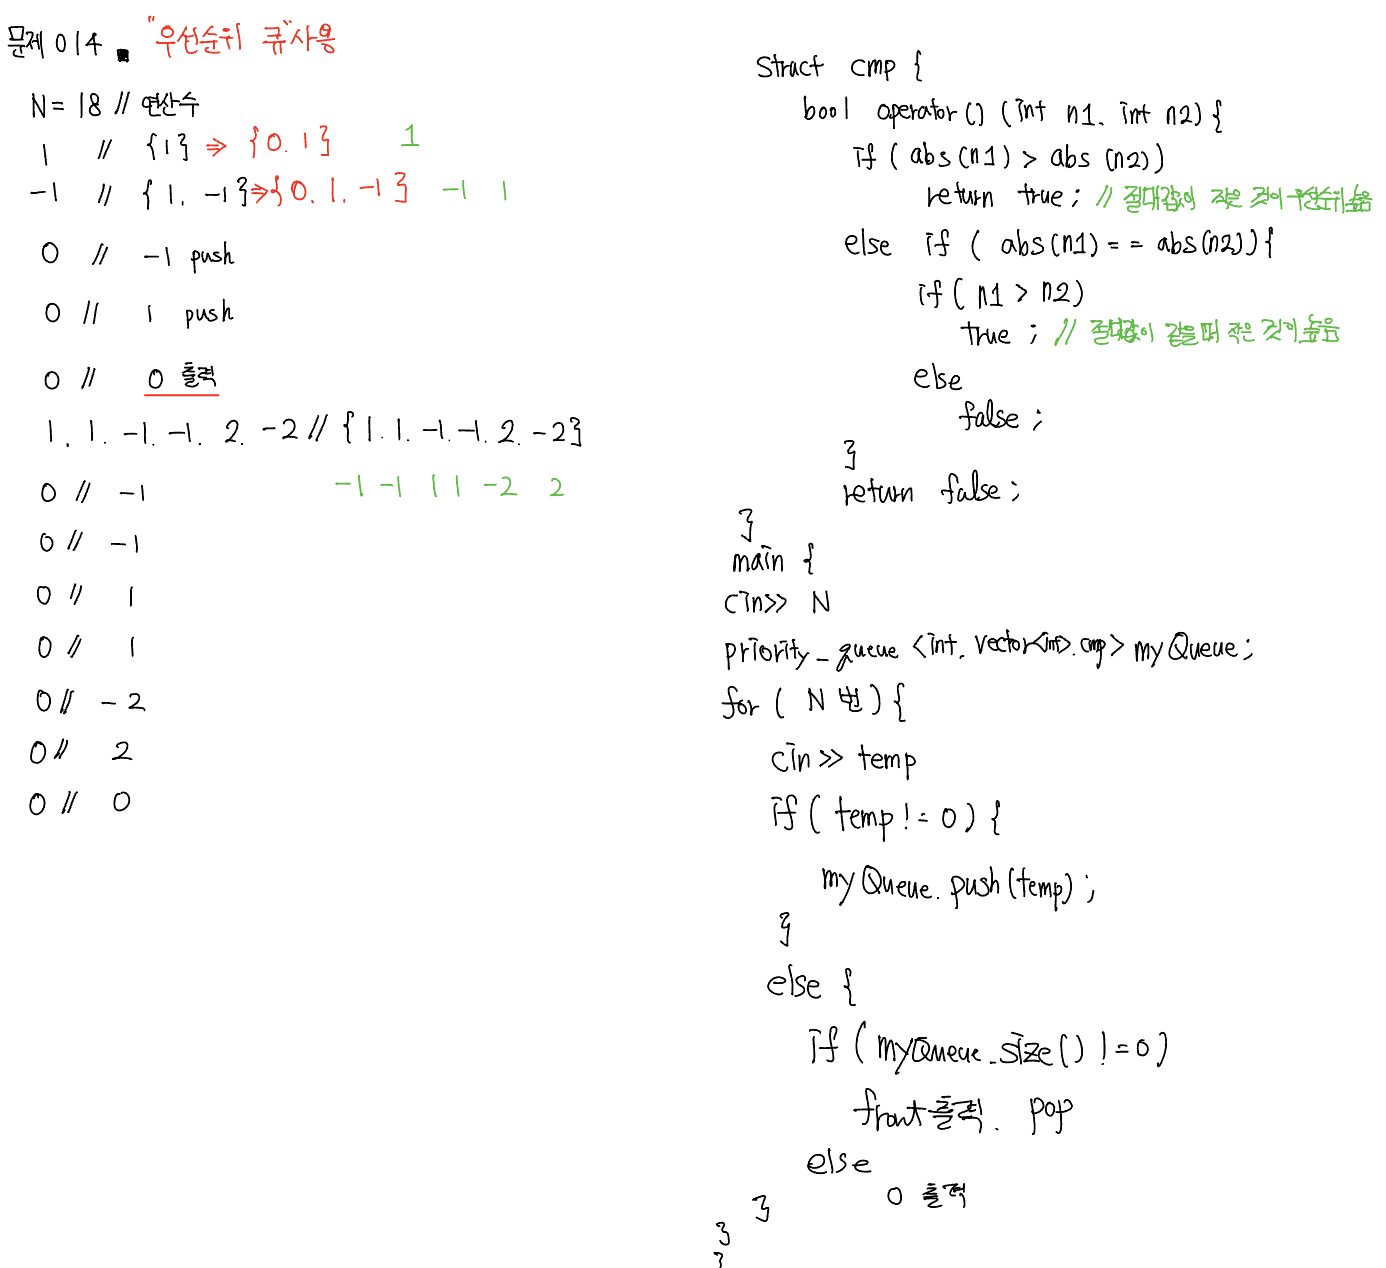 문제 014. "우선순위 큐" 사용
N = 18 // 연산수
1 // {1} ⇒ {0. 1} 1
-1 // {1. -1} ⇒ {0. 1. -1} -1 1
0 // -1 push
0 // 1 push
0 // 0 출력
1. 1. -1. -1. 2. -2 // {1. 1. -1. -1. 2. -2}
0 // -1 -1 -1 1 1 -2 2
0 // -1
0 // 1
0 // 1
0 // -2
0 // 2
0 // 0
struct cmp {
bool operator() (int n1. int n2) {
if ( abs(n1) > abs (n2))
return true; // 절대값이 작은 것이 우선순위 높음
else if ( abs(n1) == abs(n2)) {
if ( n1 > n2)
true ; // 절대값이 같을 때 작은 것이 높음
else
false ;
}
return false ;
}
main {
cin>> N
priority_queue <int. vector<int>. cmp> myQueue ;
for ( N 번 ) {
cin >> temp
if ( temp != 0 ) {
myQueue. push (temp) ;
}
else {
if ( myQueue.size() != 0 )
front 출력. pop
else
0 출력
}
}
}